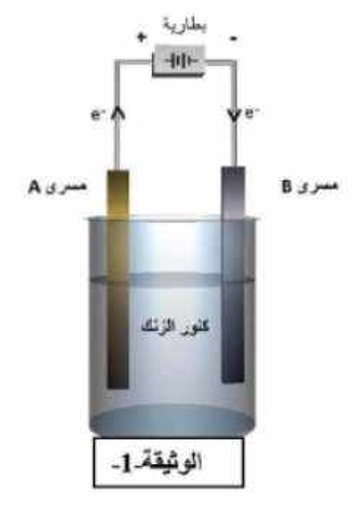 بطارية
+ -
e- e-
مسرى A مسرى B
كلور الزنك
الوثيقة-1-